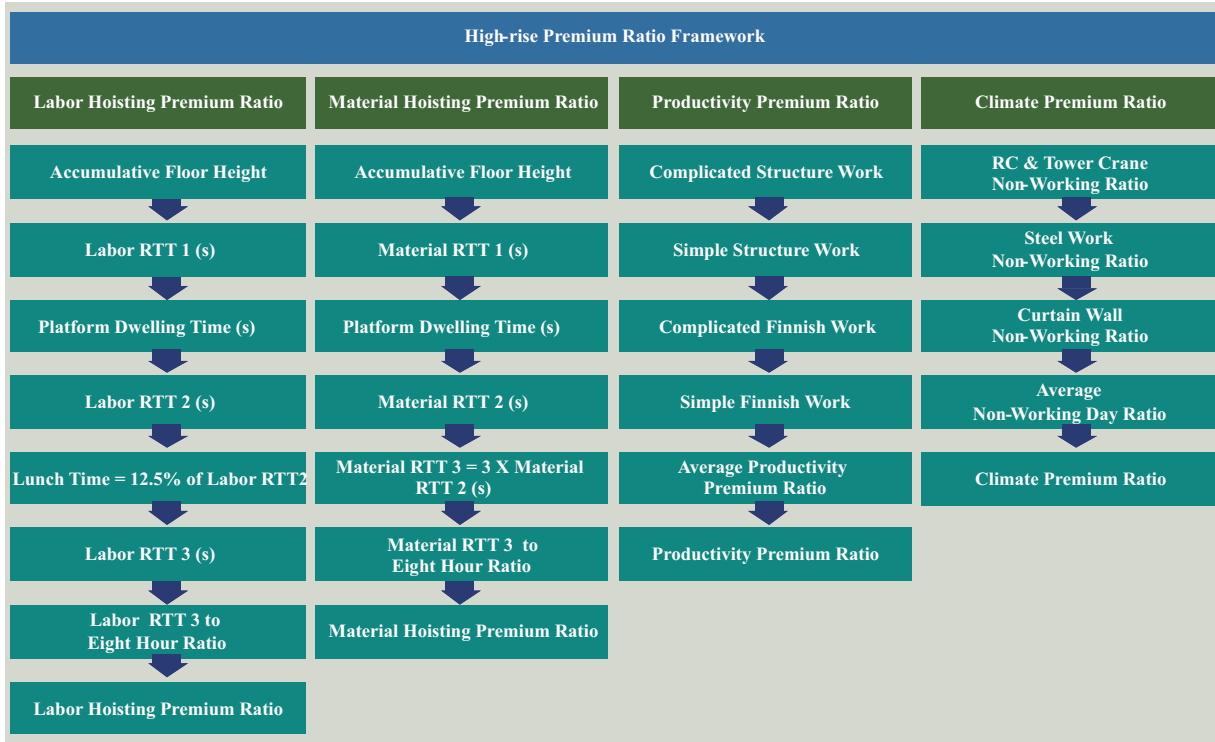 High-rise Premium Ratio Framework
Labor Hoisting Premium Ratio
Accumulative Floor Height
Labor RTT 1 (s)
Platform Dwelling Time (s)
Labor RTT 2 (s)
Lunch Time = 12.5% of Labor RTT2
Labor RTT 3 (s)
Labor RTT 3 to
Eight Hour Ratio
Labor Hoisting Premium Ratio
Material Hoisting Premium Ratio
Accumulative Floor Height
Material RTT 1 (s)
Platform Dwelling Time (s)
Material RTT 2 (s)
Material RTT 3 = 3 X Material
RTT 2 (s)
Material RTT 3 to
Eight Hour Ratio
Material Hoisting Premium Ratio
Productivity Premium Ratio
Complicated Structure Work
Simple Structure Work
Complicated Finnish Work
Simple Finnish Work
Average Productivity
Premium Ratio
Productivity Premium Ratio
Climate Premium Ratio
RC & Tower Crane
Non-Working Ratio
Steel Work
Non-Working Ratio
Curtain Wall
Non-Working Ratio
Average
Non-Working Day Ratio
Climate Premium Ratio